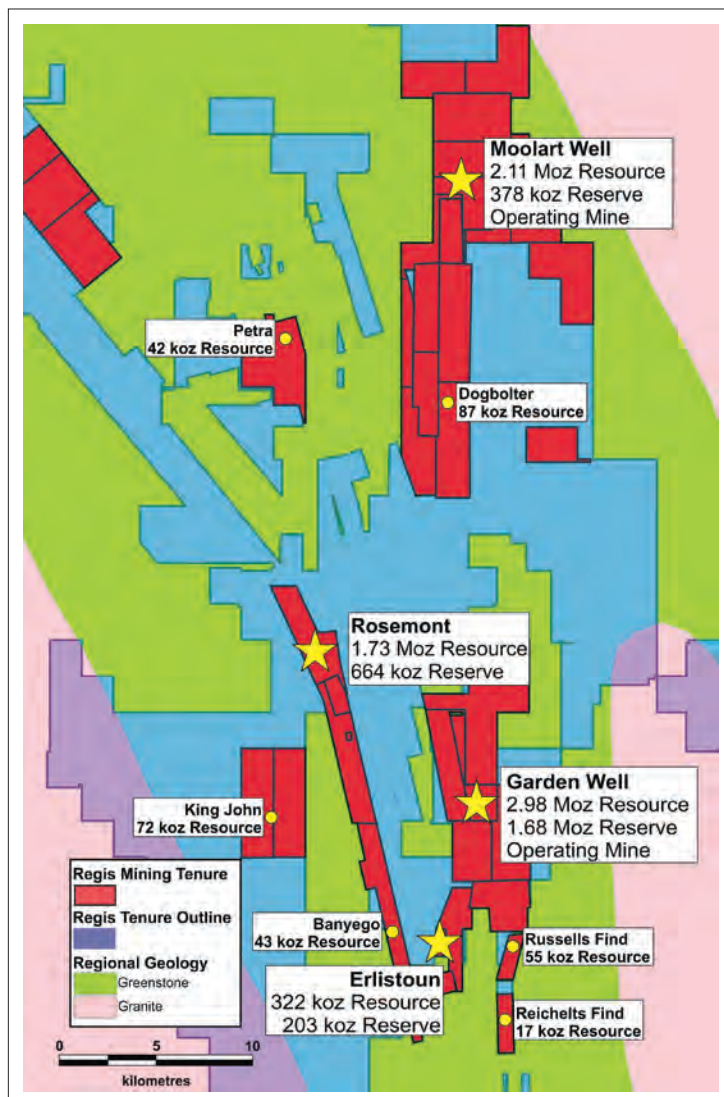 Moolart Well
2.11 Moz Resource
378 koz Reserve
Operating Mine
Petra
42 koz Resource
Dogbolter
87 koz Resource
Rosemont
1.73 Moz Resource
664 koz Reserve
Garden Well
2.98 Moz Resource
1.68 Moz Reserve
Operating Mine
King John
72 koz Resource
Regis Mining Tenure
Regis Tenure Outline
Regional Geology
Greenstone
Granite
Banyego
43 koz Resource
Russells Find
55 koz Resource
Erlistoun
322 koz Resource
203 koz Reserve
Reichelts Find
17 koz Resource
0 5 10
kilometres